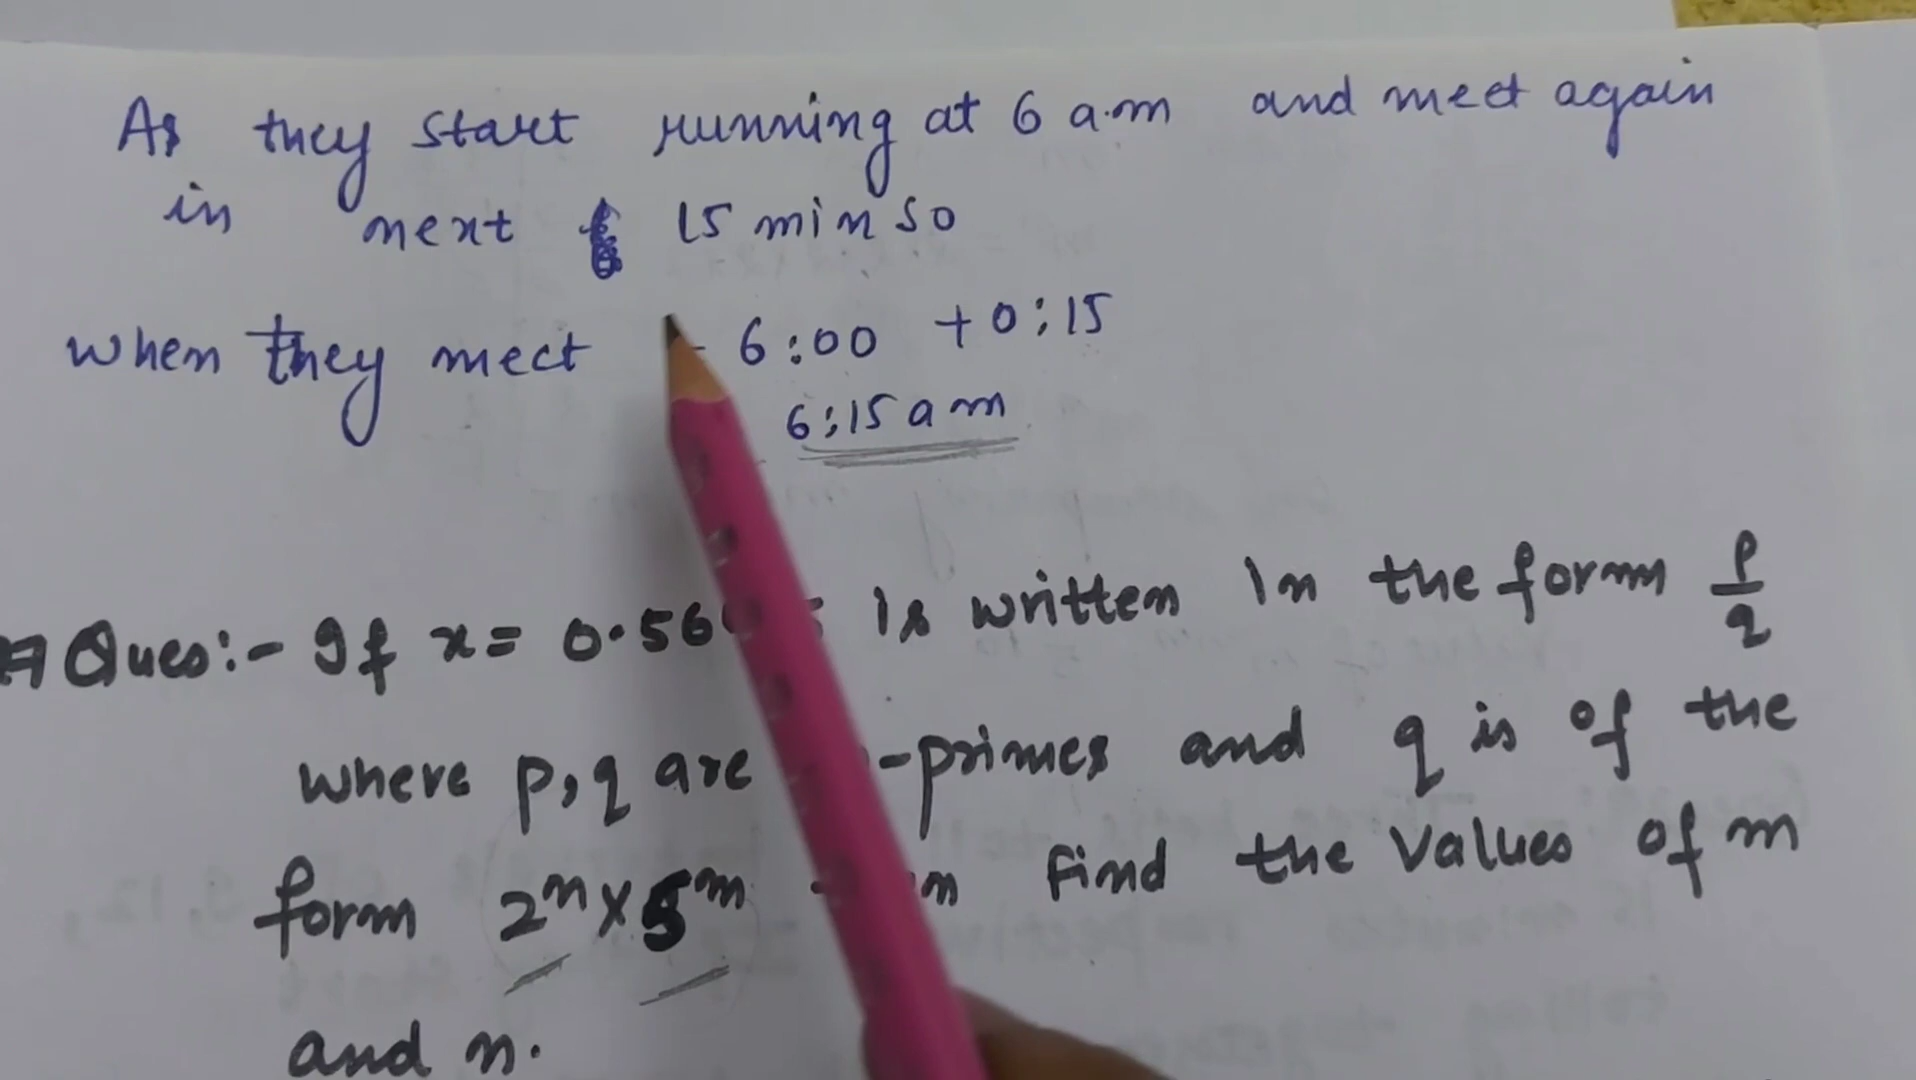 As they start running at 6 a.m and meet again
in next 15 min so
when they meet - 6:00 + 0:15
6:15 am
Ques:- If x = 0.56 is written in the form p/q
where p, q are -primes and q is of the
form 2ⁿ × 5ᵐ find the values of m
and n.